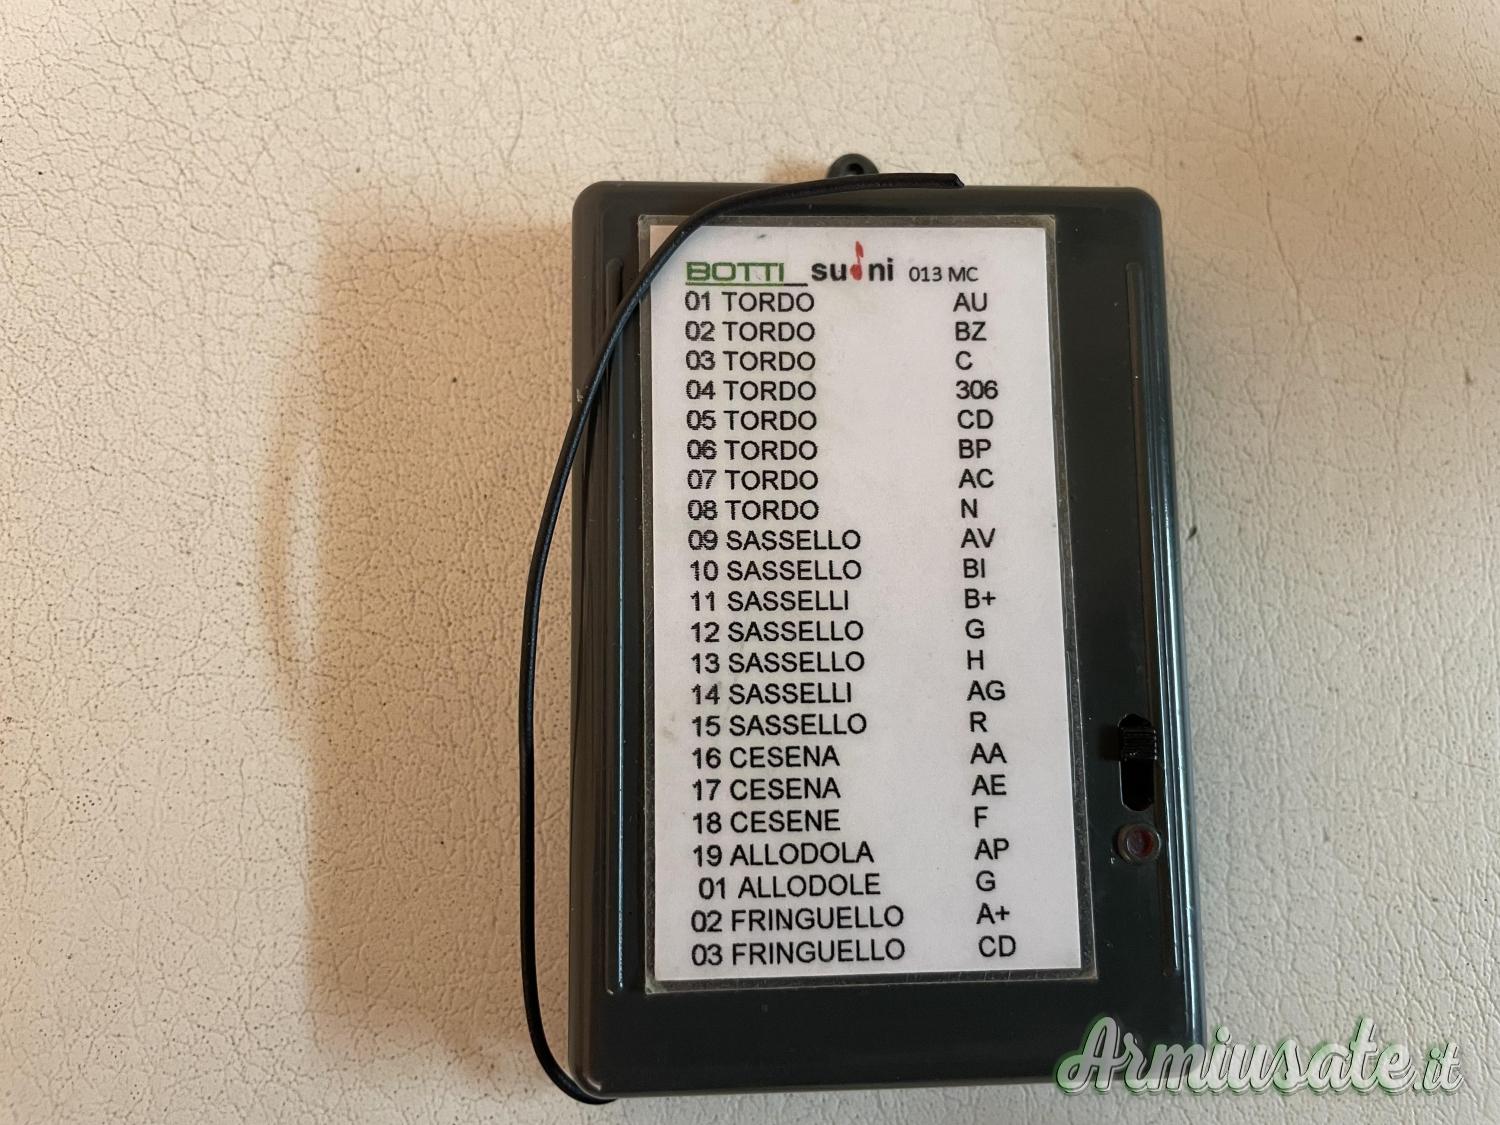 BOTTI_suoni 013 MC
01 TORDO AU
02 TORDO BZ
03 TORDO C
04 TORDO 306
05 TORDO CD
06 TORDO BP
07 TORDO AC
08 TORDO N
09 SASSELLO AV
10 SASSELLO BI
11 SASSELLI B+
12 SASSELLO G
13 SASSELLO H
14 SASSELLI AG
15 SASSELLO R
16 CESENA AA
17 CESENA AE
18 CESENE F
19 ALLODOLA AP
01 ALLODOLE G
02 FRINGUELLO A+
03 FRINGUELLO CD
Armiusate.it